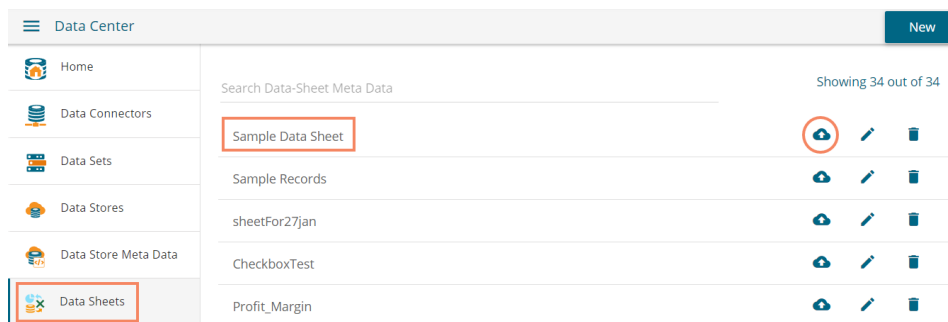 Data Center
New
Home
Data Connectors
Data Sets
Data Stores
Data Store Meta Data
Data Sheets
Search Data-Sheet Meta Data
Showing 34 out of 34
Sample Data Sheet
Sample Records
sheetFor27jan
CheckboxTest
Profit_Margin